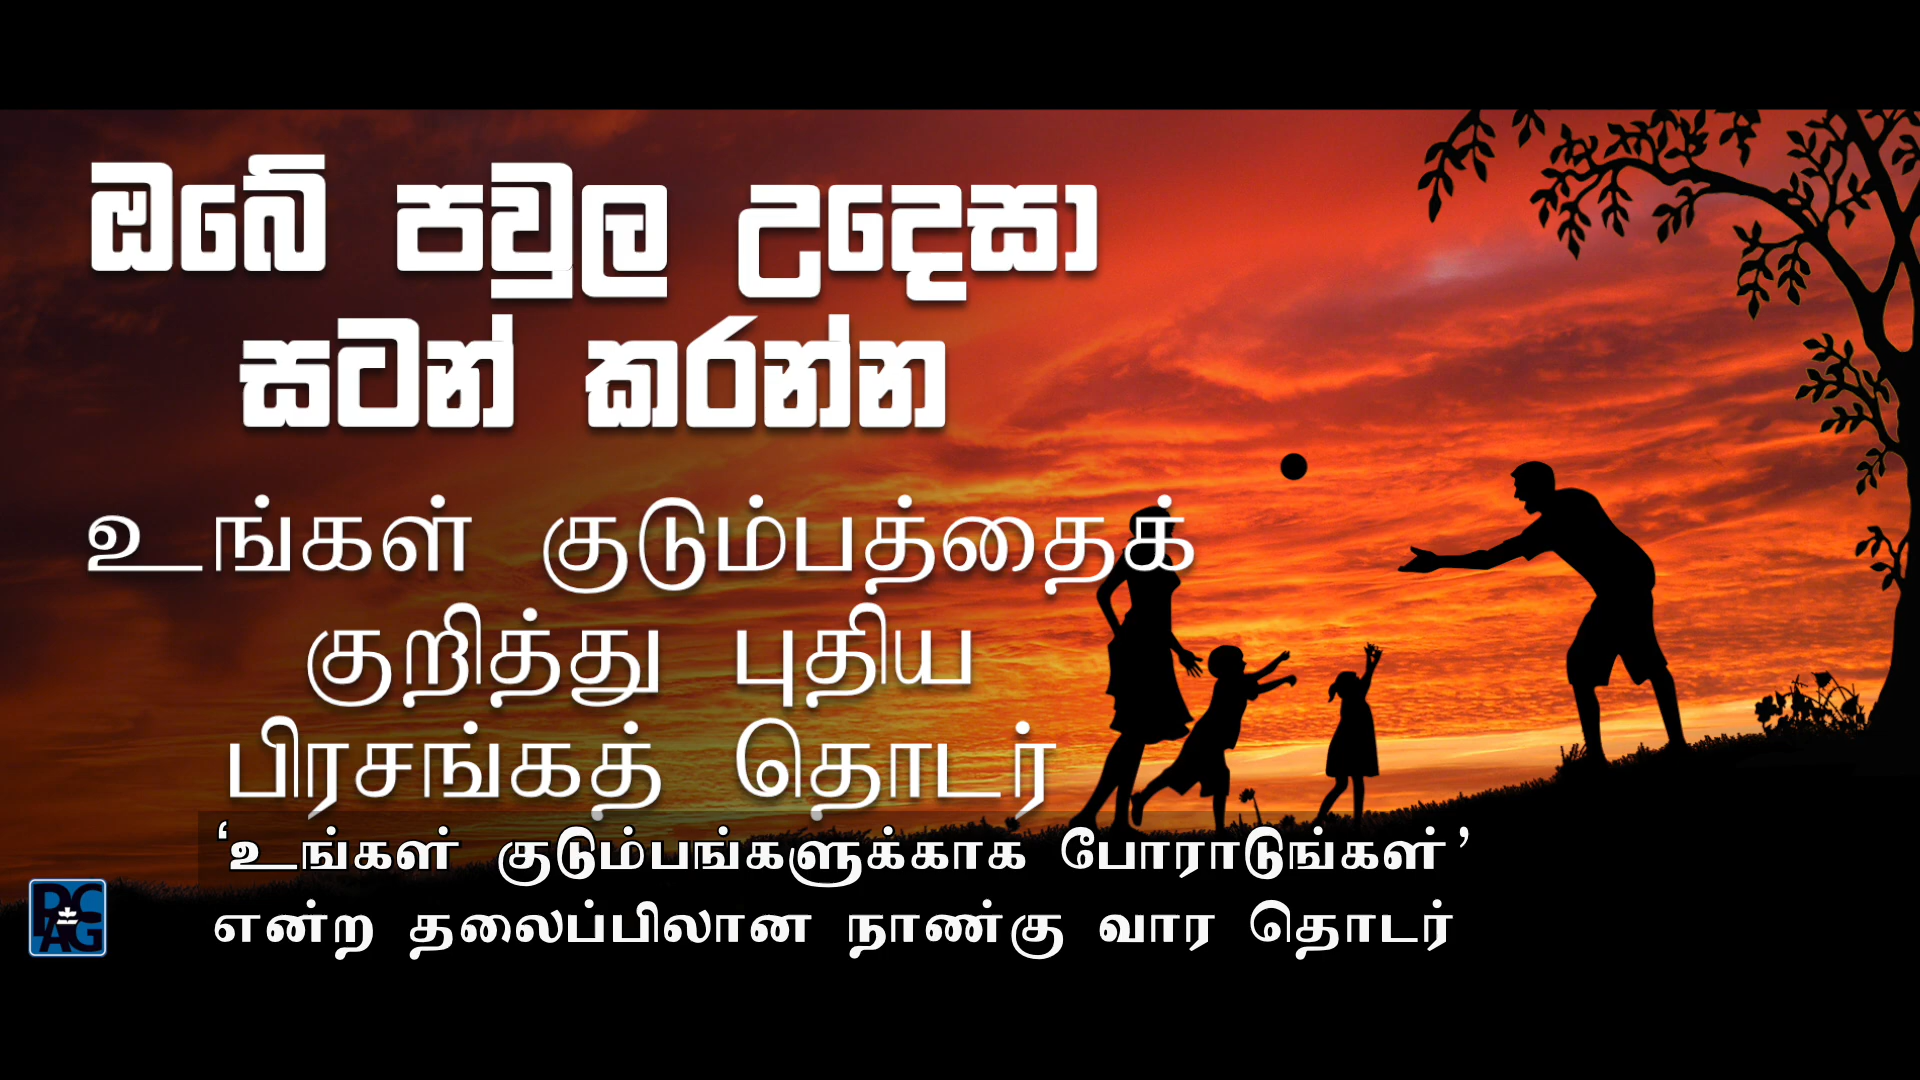 ඔබේ පවුල උදෙසා
සටන් කරන්න
உங்கள் குடும்பத்தைக்
குறித்து புதிய
பிரசங்கத் தொடர்
‘உங்கள் குடும்பங்களுக்காக போராடுங்கள்’
என்ற தலைப்பிலான நாண்கு வார தொடர்
PCAG